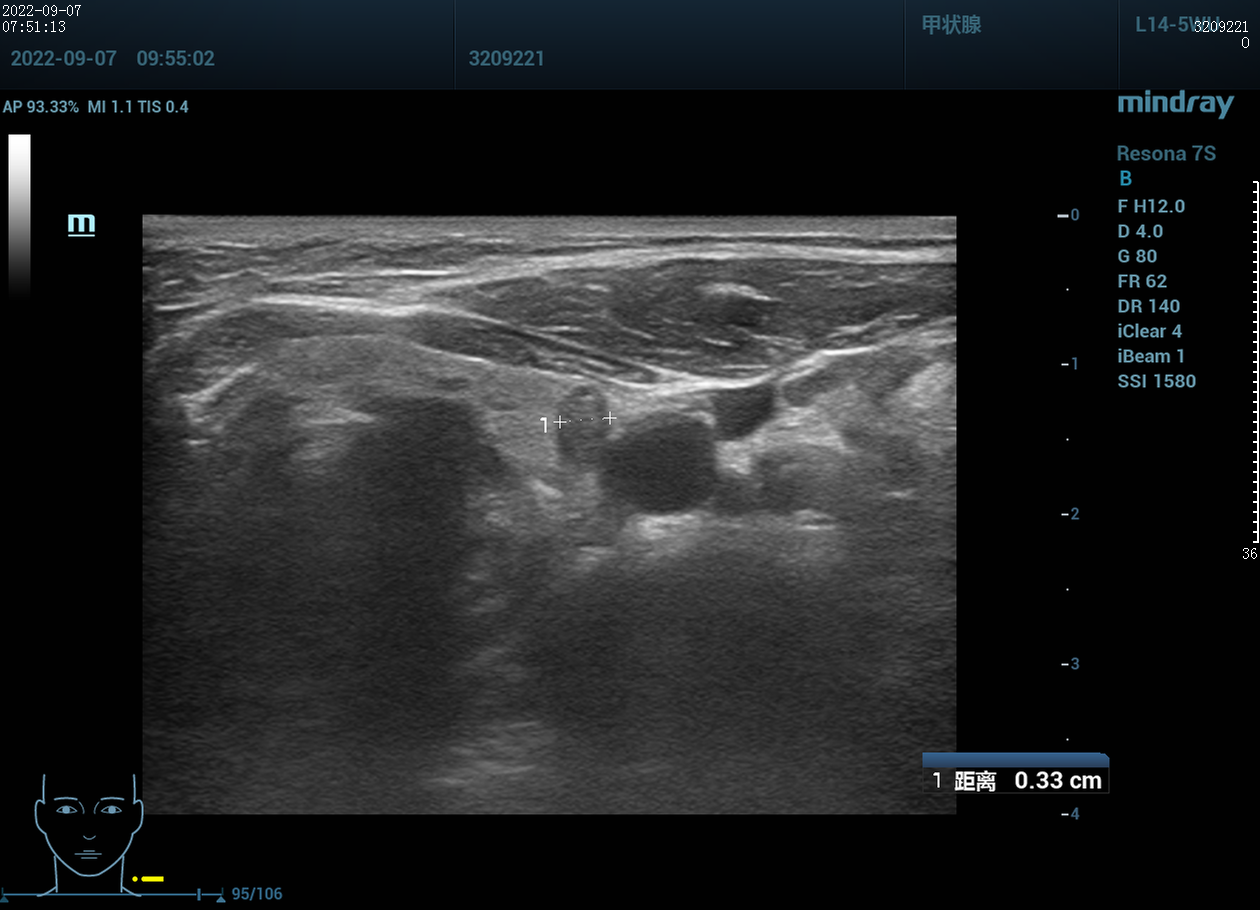 2022-09-07
07:51:13
2022-09-07 09:55:02
3209221
甲状腺
L14-5WU
3209221
0
AP 93.33% MI 1.1 TIS 0.4
mindray
Resona 7S
B
F H12.0
D 4.0
G 80
FR 62
DR 140
iClear 4
iBeam 1
SSI 1580
m
0
1
2
3
4
36
1
1 距离 0.33 cm
95/106